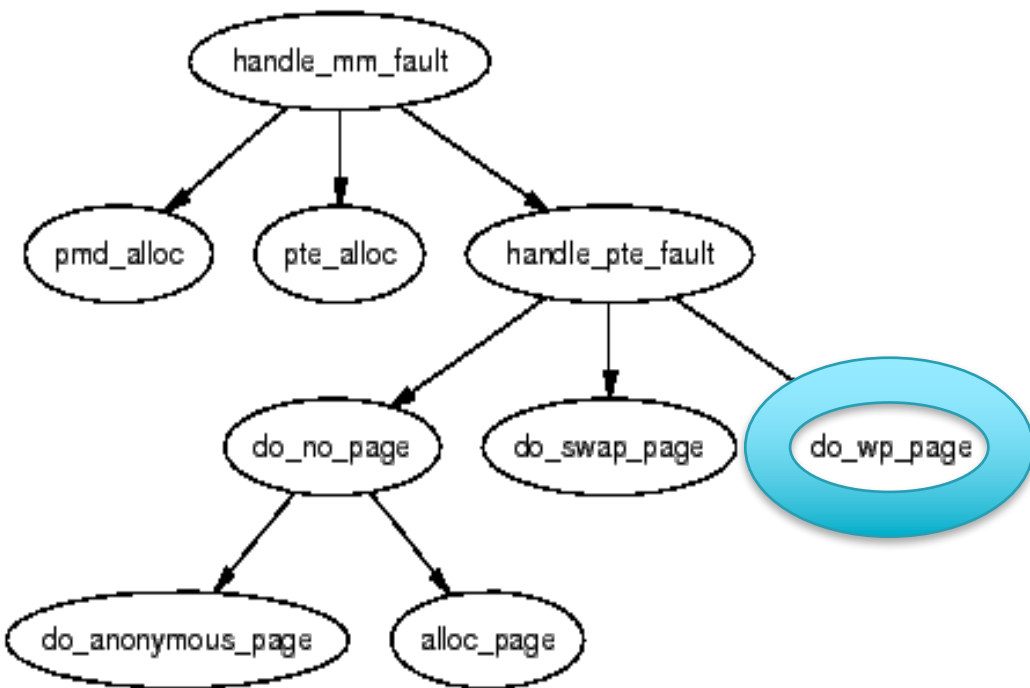 handle_mm_fault
pmd_alloc
pte_alloc
handle_pte_fault
do_no_page
do_swap_page
do_wp_page
do_anonymous_page
alloc_page